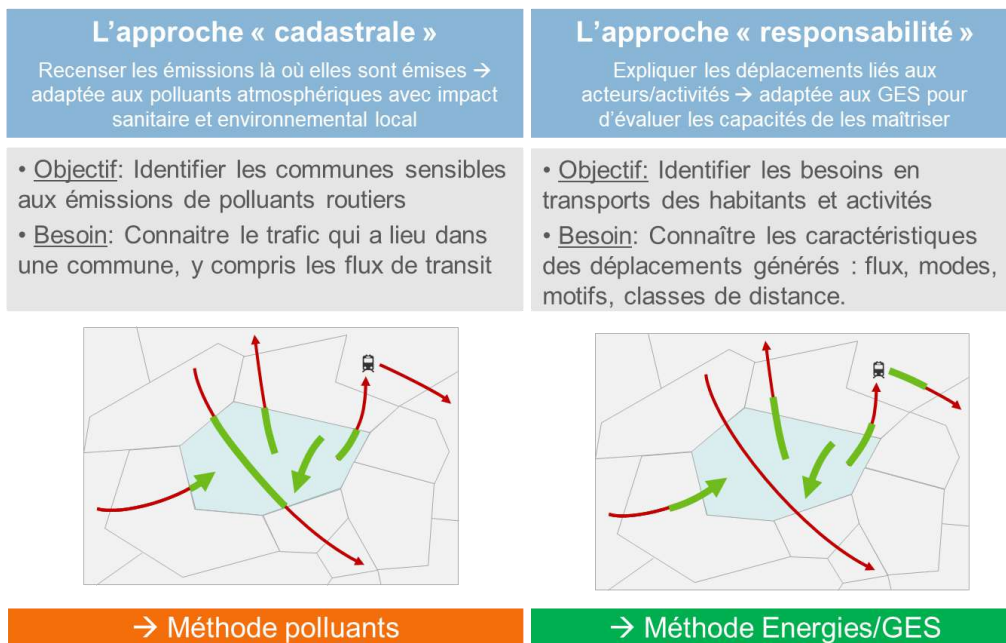 L’approche « cadastrale »
Recenser les émissions là où elles sont émises →
adaptée aux polluants atmosphériques avec impact
sanitaire et environnemental local
• Objectif: Identifier les communes sensibles
aux émissions de polluants routiers
• Besoin: Connaitre le trafic qui a lieu dans
une commune, y compris les flux de transit
→ Méthode polluants
L’approche « responsabilité »
Expliquer les déplacements liés aux
acteurs/activités → adaptée aux GES pour
d’évaluer les capacités de les maîtriser
• Objectif: Identifier les besoins en
transports des habitants et activités
• Besoin: Connaître les caractéristiques
des déplacements générés : flux, modes,
motifs, classes de distance.
→ Méthode Energies/GES